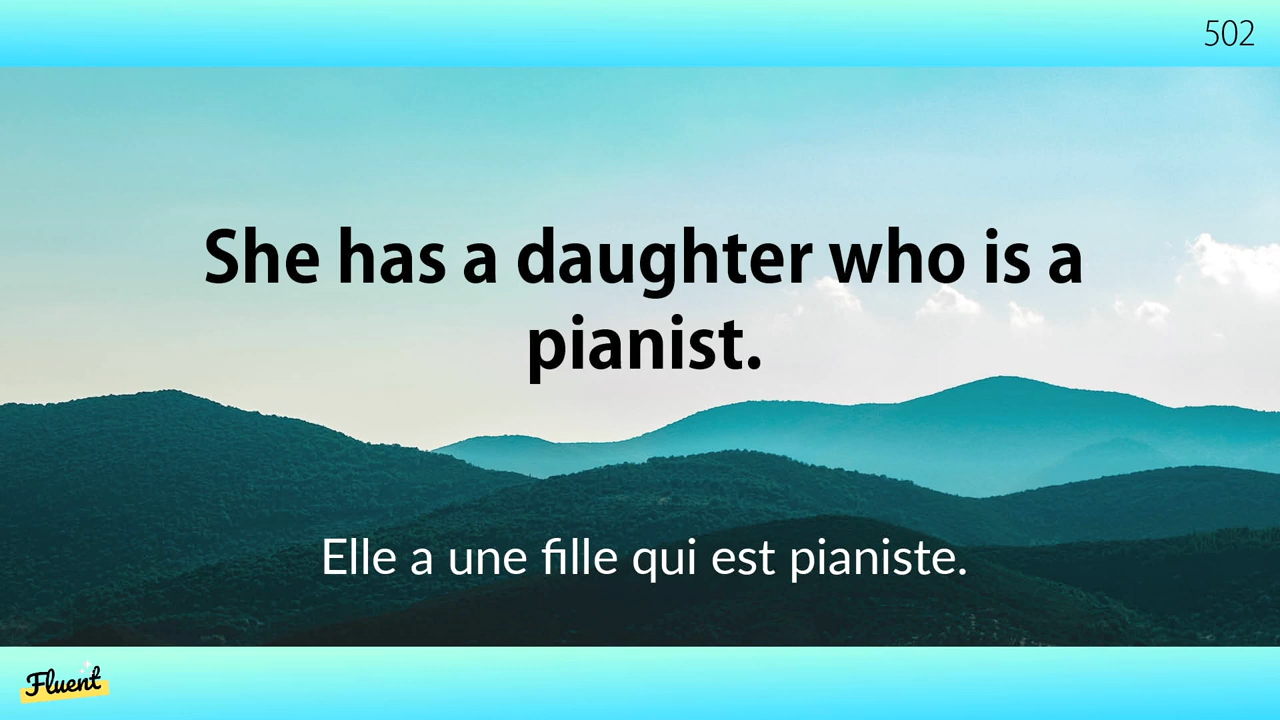 502
She has a daughter who is a
pianist.
Elle a une fille qui est pianiste.
Fluent